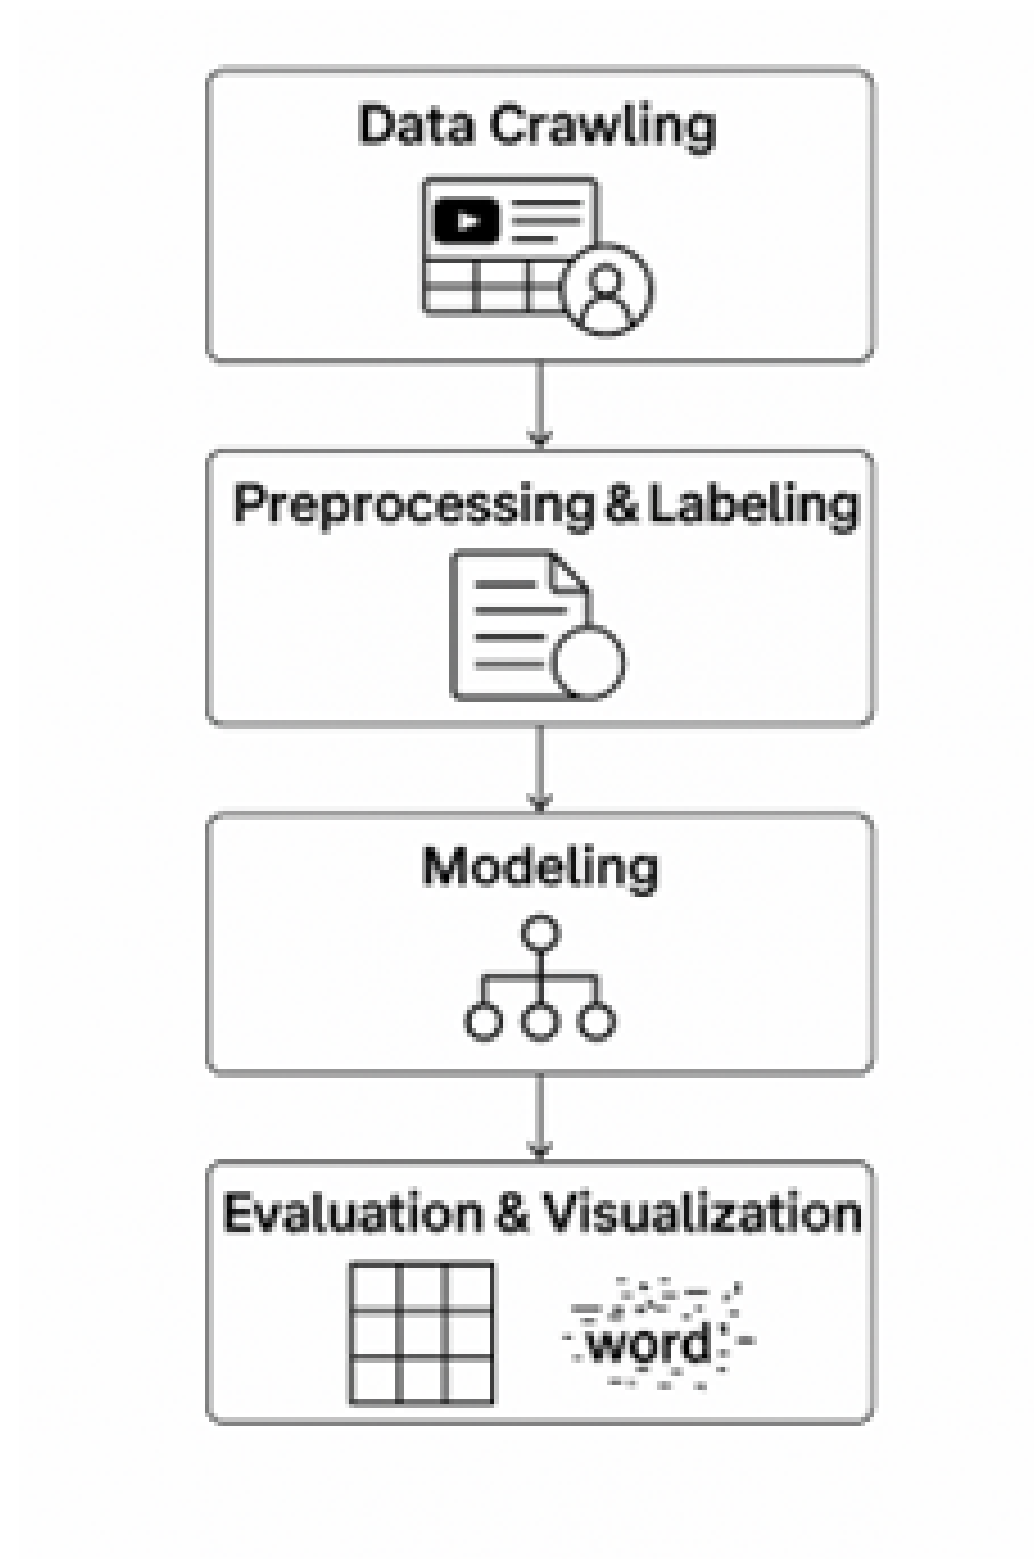 Data Crawling
Preprocessing & Labeling
Modeling
Evaluation & Visualization
word